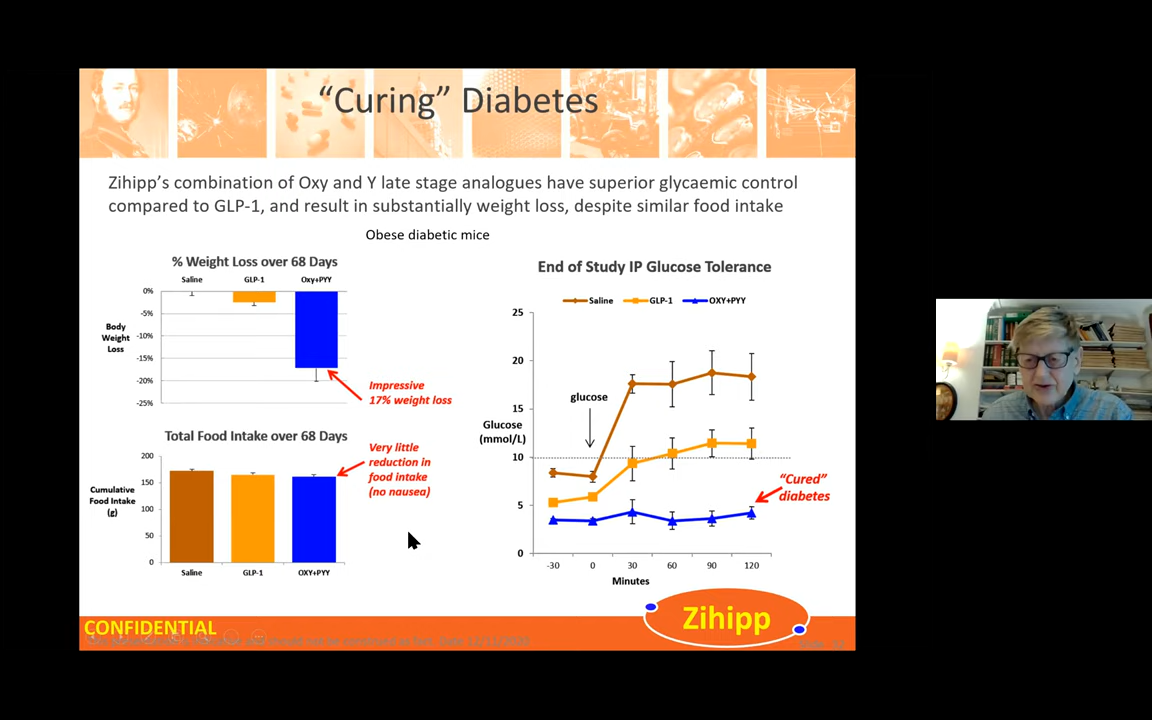 “Curing” Diabetes
Zihipp’s combination of Oxy and Y late stage analogues have superior glycaemic control
compared to GLP-1, and result in substantially weight loss, despite similar food intake
Obese diabetic mice
% Weight Loss over 68 Days
Saline GLP-1 Oxy+PYY
0%
-5%
-10%
-15%
-20%
-25%
Body
Weight
Loss
Impressive
17% weight loss
Total Food Intake over 68 Days
200
150
100
50
0
Cumulative
Food Intake
(g)
Saline GLP-1 OXY+PYY
Very little
reduction in
food intake
(no nausea)
End of Study IP Glucose Tolerance
Saline GLP-1 OXY+PYY
25
20
15
10
5
0
Glucose
(mmol/L)
glucose
“Cured”
diabetes
-30 0 30 60 90 120
Minutes
CONFIDENTIAL
Zihipp